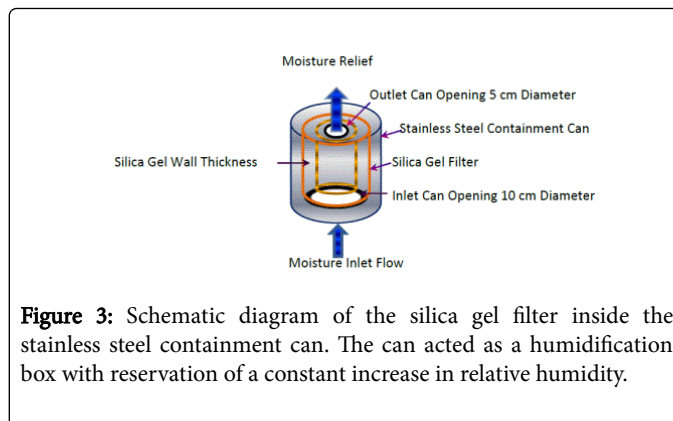 Moisture Relief
Outlet Can Opening 5 cm Diameter
Stainless Steel Containment Can
Silica Gel Wall Thickness
Silica Gel Filter
Inlet Can Opening 10 cm Diameter
Moisture Inlet Flow
Figure 3: Schematic diagram of the silica gel filter inside the
stainless steel containment can. The can acted as a humidification
box with reservation of a constant increase in relative humidity.